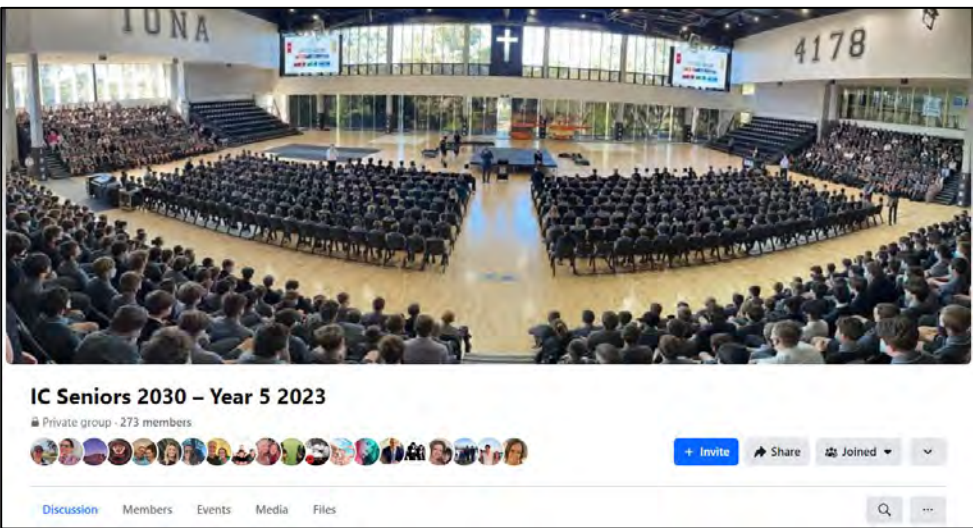 IONA
4178
IC Seniors 2030 – Year 5 2023
Private group · 273 members
+ Invite
Share
Joined
Discussion Members Events Media Files
...